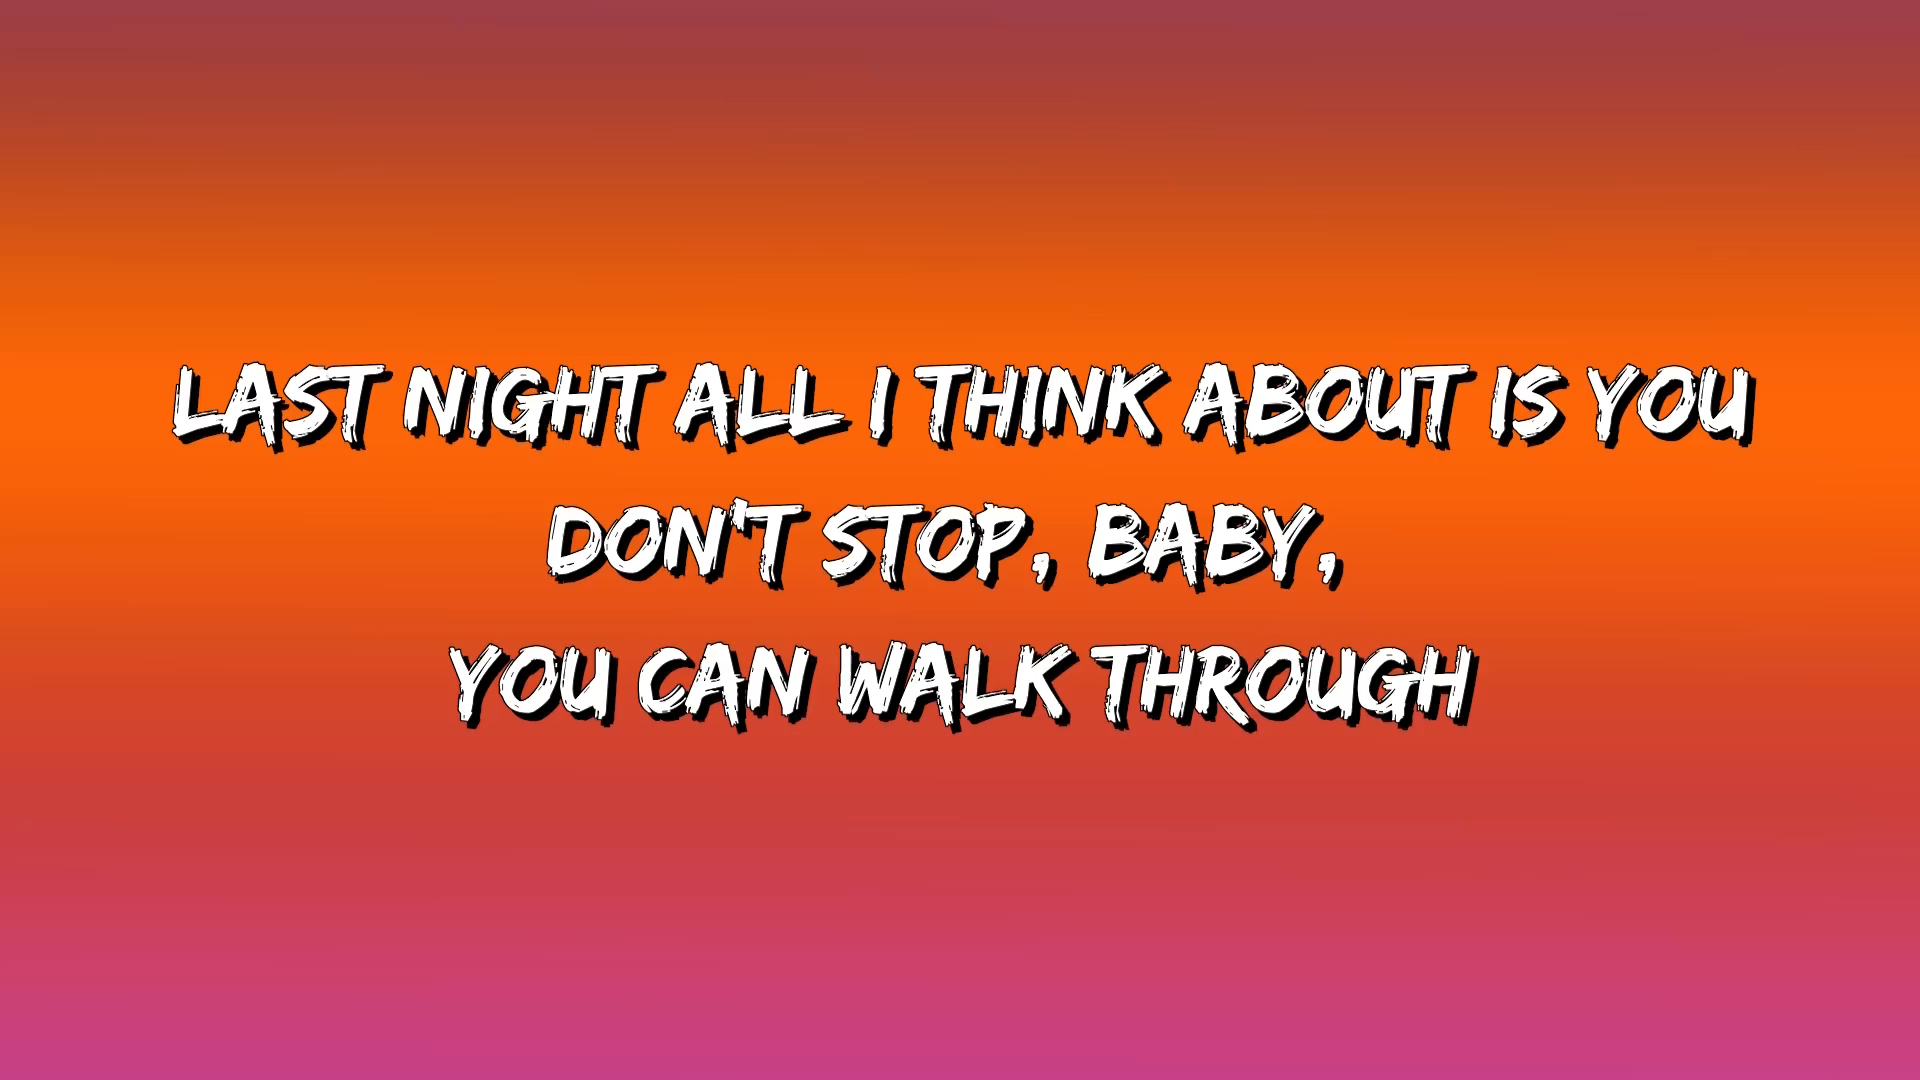 LAST NIGHT ALL I THINK ABOUT IS YOU
DON'T STOP, BABY,
YOU CAN WALK THROUGH